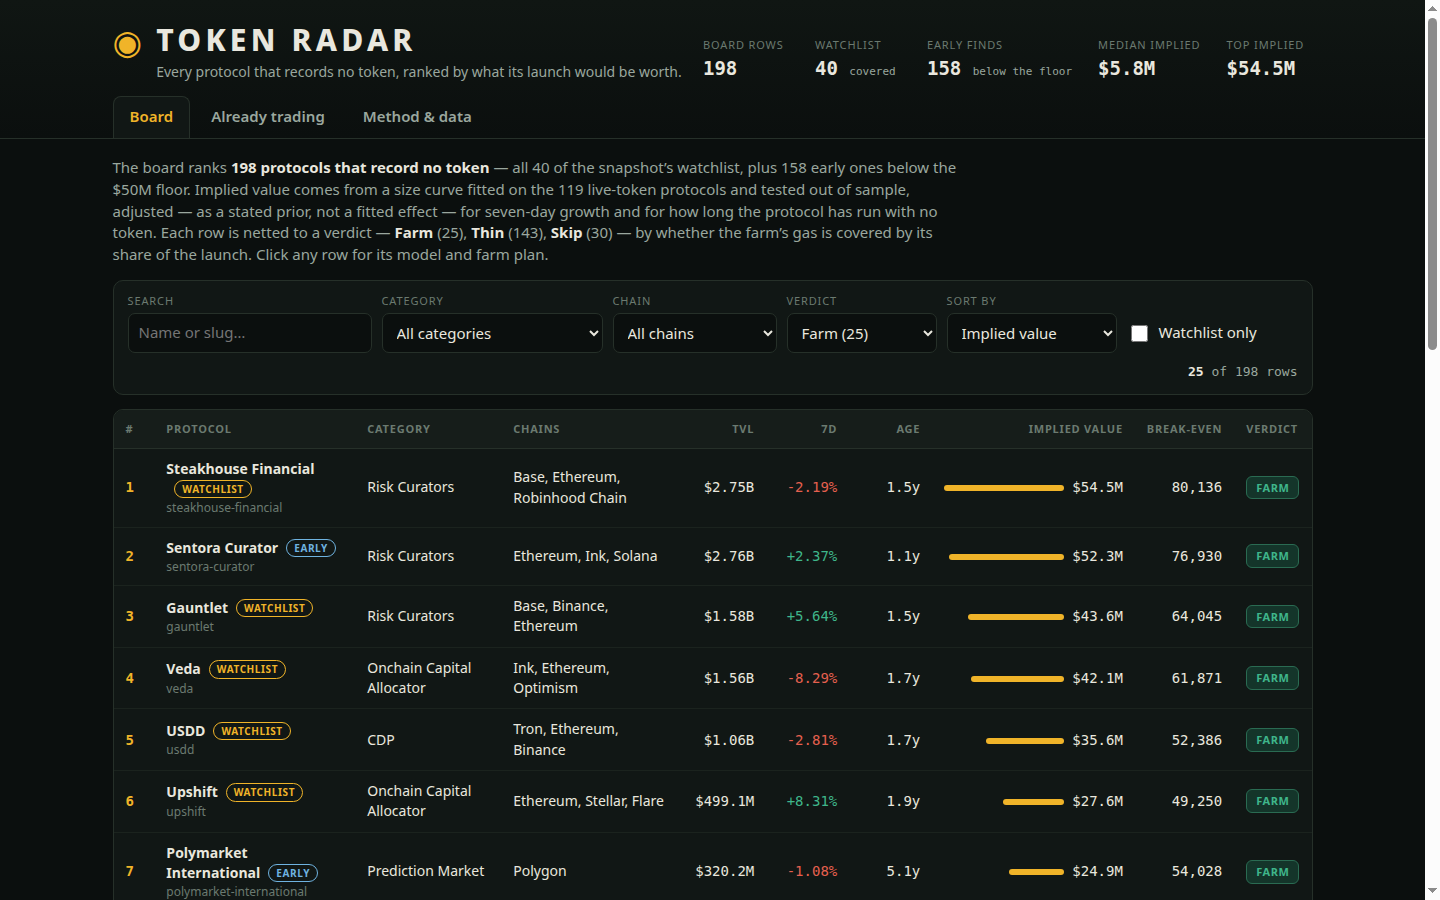 TOKEN RADAR
Every protocol that records no token, ranked by what its launch would be worth.
BOARD ROWS
198
WATCHLIST
40 covered
EARLY FINDS
158 below the floor
MEDIAN IMPLIED
$5.8M
TOP IMPLIED
$54.5M
Board
Already trading
Method & data
The board ranks 198 protocols that record no token — all 40 of the snapshot's watchlist, plus 158 early ones below the
$50M floor. Implied value comes from a size curve fitted on the 119 live-token protocols and tested out of sample,
adjusted — as a stated prior, not a fitted effect — for seven-day growth and for how long the protocol has run with no
token. Each row is netted to a verdict — Farm (25), Thin (143), Skip (30) — by whether the farm's gas is covered by its
share of the launch. Click any row for its model and farm plan.
SEARCH
CATEGORY
CHAIN
VERDICT
SORT BY
Name or slug...
All categories
All chains
Farm (25)
Implied value
Watchlist only
25 of 198 rows
# PROTOCOL CATEGORY CHAINS TVL 7D AGE IMPLIED VALUE BREAK-EVEN VERDICT
1 Steakhouse Financial WATCHLIST
steakhouse-financial
Risk Curators
Base, Ethereum,
Robinhood Chain
$2.75B -2.19% 1.5y $54.5M 80,136 FARM
2 Sentora Curator EARLY
sentora-curator
Risk Curators
Ethereum, Ink, Solana
$2.76B +2.37% 1.1y $52.3M 76,930 FARM
3 Gauntlet WATCHLIST
gauntlet
Risk Curators
Base, Binance,
Ethereum
$1.58B +5.64% 1.5y $43.6M 64,045 FARM
4 Veda WATCHLIST
veda
Onchain Capital
Allocator
Ink, Ethereum,
Optimism
$1.56B -8.29% 1.7y $42.1M 61,871 FARM
5 USDD WATCHLIST
usdd
CDP
Tron, Ethereum,
Binance
$1.06B -2.81% 1.7y $35.6M 52,386 FARM
6 Upshift WATCHLIST
upshift
Onchain Capital
Allocator
Ethereum, Stellar, Flare
$499.1M +8.31% 1.9y $27.6M 49,250 FARM
7 Polymarket
International EARLY
polymarket-international
Prediction Market
Polygon
$320.2M -1.08% 5.1y $24.9M 54,028 FARM